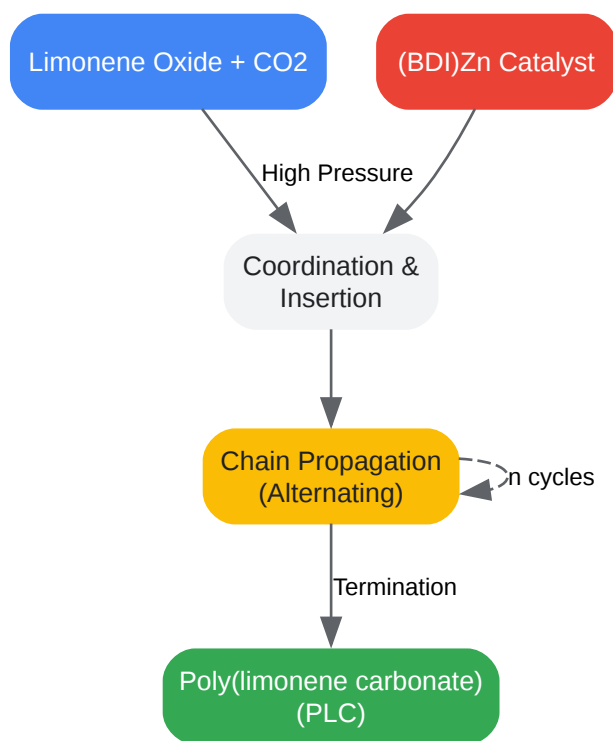 Limonene Oxide + CO2
(BDI)Zn Catalyst
High Pressure
Coordination &
Insertion
Chain Propagation
(Alternating)
n cycles
Termination
Poly(limonene carbonate)
(PLC)